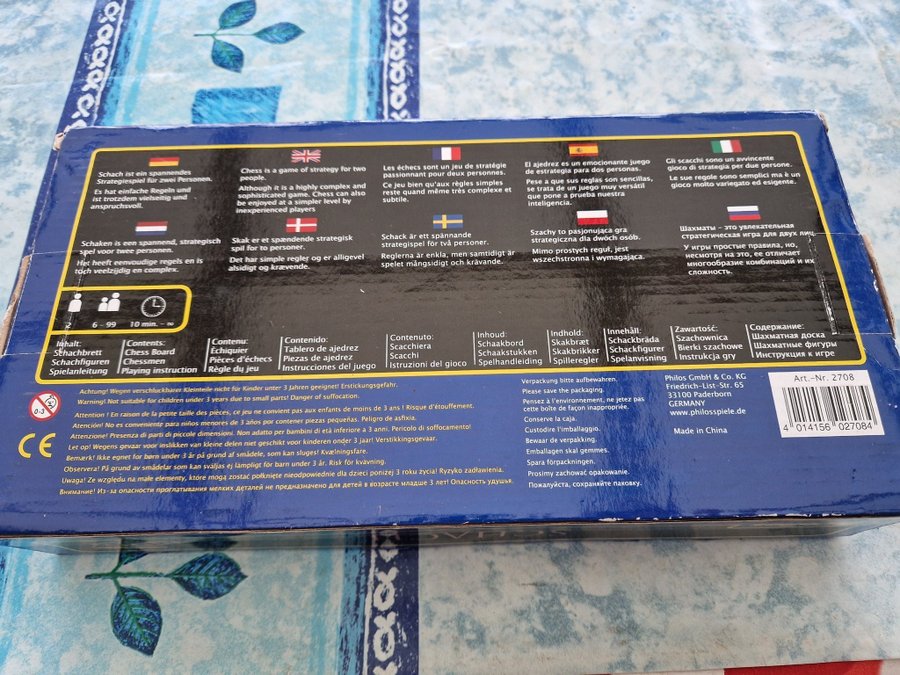 Schach ist ein spannendes
Strategiespiel für zwei Personen.
Es hat einfache Regeln und
ist trotzdem vielseitig und
anspruchsvoll.
Chess is a game of strategy for two
people.
Although it is a highly complex and
sophisticated game, Chess can also
be enjoyed at a simpler level by
inexperienced players
Les échecs sont un jeu de stratégie
passionnant pour deux personnes.
Ce jeu bien qu'aux règles simples
reste quand même très complexe et
subtile.
El ajedrez es un emocionante juego
de estrategia para dos personas.
Pese a que sus reglas son sencillas,
se trata de un juego muy versátil
que pone a prueba nuestra
inteligencia.
Gli scacchi sono un avvincente
gioco di strategia per due persone.
Le sue regole sono semplici ma è un
gioco molto variegato ed esigente.
Schaken is een spannend, strategisch
spel voor twee personen.
Het heeft eenvoudige regels en is
toch veelzijdig en complex.
Skak er et spændende strategisk
spil for to personer.
Det har simple regler og er alligevel
alsidigt og krævende.
Schack är ett spännande
strategispel för två personer.
Reglerna är enkla, men samtidigt är
spelet mångsidigt och krävande.
Szachy to pasjonująca gra
strategiczna dla dwóch osób.
Mimo prostych reguł, jest
wszechstronna i wymagająca.
Шахматы – это увлекательная
стратегическая игра для двух лиц.
У игры простые правила, но,
несмотря на это, ее отличает
многообразие комбинаций и их
сложность.
6 - 99
10 min. - ∞
Inhalt:
Schachbrett
Schachfiguren
Spielanleitung
Contents:
Chess Board
Chessmen
Playing instruction
Contenu:
Échiquier
Pièces d'échecs
Règle du jeu
Contenido:
Tablero de ajedrez
Piezas de ajedrez
Instrucciones del juego
Contenuto:
Scacchiera
Scacchi
Istruzioni del gioco
Inhoud:
Schaakbord
Schaakstukken
Spelhandleiding
Indhold:
Skakbræt
Skakbrikker
Spilleregler
Innehåll:
Schackbräda
Schackfigurer
Spelanvisning
Zawartość:
Szachownica
Bierki szachowe
Instrukcja gry
Содержание:
Шахматная доска
Шахматные фигуры
Инструкция к игре
0-3
CE
Achtung! Wegen verschluckbarer Kleinteile nicht für Kinder unter 3 Jahren geeignet! Erstickungsgefahr.
Warning! Not suitable for children under 3 years due to small parts! Danger of suffocation.
Attention ! En raison de la petite taille des pièces, ce jeu ne convient pas aux enfants de moins de 3 ans ! Risque d'étouffement.
Atención! No es conveniente para niños menores de 3 años por contener piezas pequeñas. Peligro de asfixia.
Attenzione! Presenza di parti di piccole dimensioni. Non adatto per bambini di età inferiore a 3 anni. Pericolo di soffocamento!
Let op! Wegens gevaar voor inslikken van kleine delen niet geschikt voor kinderen onder 3 jaar! Verstikkingsgevaar.
Bemærk! Ikke egnet for børn under 3 år på grund af smådele, som kan sluges! Kvælningsfare.
Observera! På grund av smådelar som kan sväljas ej lämpligt för barn under 3 år. Risk för kvävning.
Uwaga! Ze względu na małe elementy, które mogą zostać połknięte nieodpowiednie dla dzieci poniżej 3 roku życia! Ryzyko zadławienia.
Внимание! Из-за опасности проглатывания мелких деталей не предназначено для детей в возрасте младше 3 лет! Опасность удушья.
Verpackung bitte aufbewahren.
Please save the packaging
Pensez à l'environnement, ne jetez pas
cette boîte de façon inappropriée.
Conserve la caja.
Custodire l'imballaggio.
Bewaar de verpakking.
Emballagen skal gemmes.
Spara förpackningen.
Prosimy zachować opakowanie.
Пожалуйста, сохраняйте паковку.
Philos GmbH & Co. KG
Friedrich-List-Str. 65
33100 Paderborn
GERMANY
www.philosspiele.de
Made in China
Art.-Nr. 2708
4 014156 027084